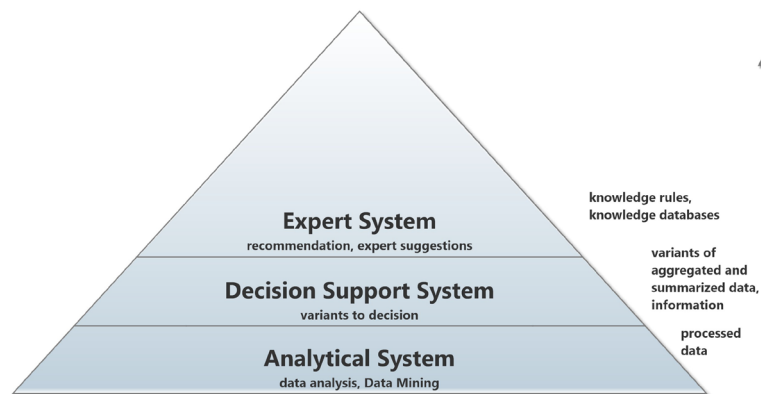 Expert System
recommendation, expert suggestions
knowledge rules,
knowledge databases
Decision Support System
variants to decision
variants of
aggregated and
summarized data,
information
Analytical System
data analysis, Data Mining
processed
data